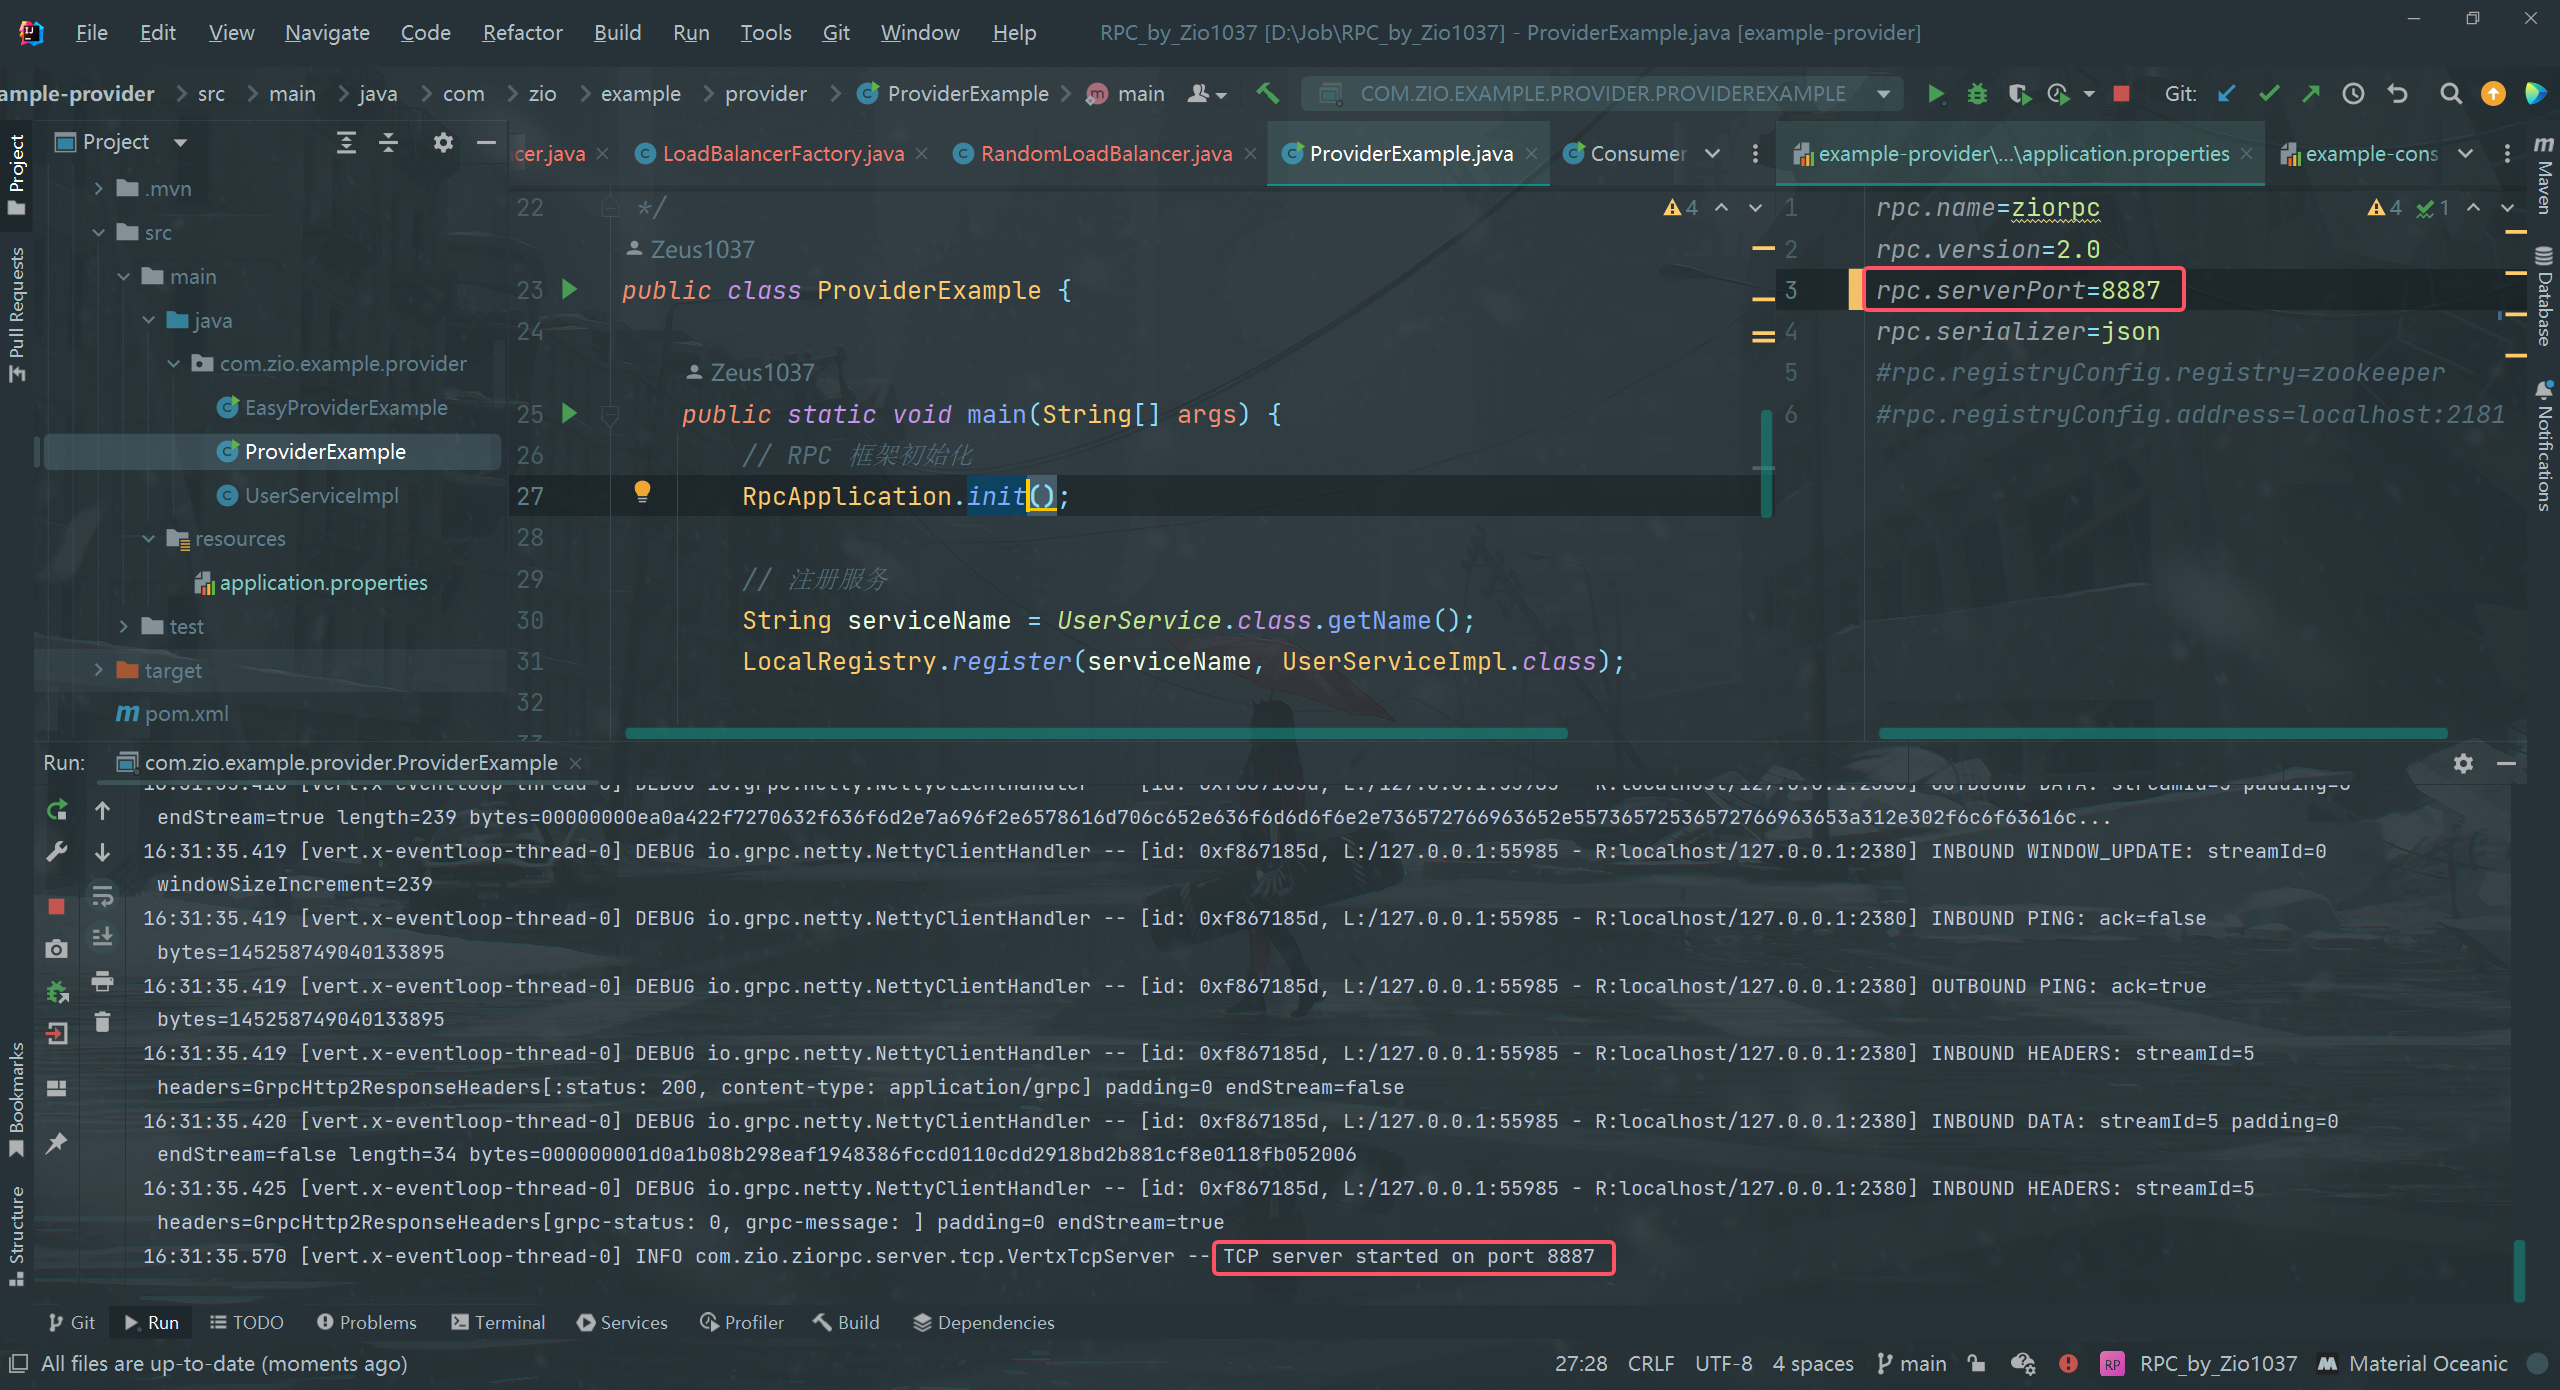 File Edit View Navigate Code Refactor Build Run Tools Git Window Help RPC_by_Zio1037 [D:\Job\RPC_by_Zio1037] - ProviderExample.java [example-provider]
ample-provider src main java com zio example provider ProviderExample main COM.ZIO.EXAMPLE.PROVIDER.PROVIDEREXAMPLE Git:
Project
Pull Requests
Bookmarks
Structure
Project
.mvn
src
main
java
com.zio.example.provider
EasyProviderExample
ProviderExample
UserServiceImpl
resources
application.properties
test
target
pom.xml
cer.java LoadBalancerFactory.java RandomLoadBalancer.java ProviderExample.java Consumer
22 */
4
Zeus1037
23 public class ProviderExample {
24
Zeus1037
25 public static void main(String[] args) {
26 // RPC 框架初始化
27 RpcApplication.init();
28
29 // 注册服务
30 String serviceName = UserService.class.getName();
31 LocalRegistry.register(serviceName, UserServiceImpl.class);
32
example-provider\...\application.properties example-cons
1 rpc.name=ziorpc
4 1
2 rpc.version=2.0
3 rpc.serverPort=8887
4 rpc.serializer=json
5 #rpc.registryConfig.registry=zookeeper
6 #rpc.registryConfig.address=localhost:2181
Maven
Database
Notifications
Run: com.zio.example.provider.ProviderExample
endStream=true length=239 bytes=00000000ea0a422f7270632f636f6d2e7a696f2e6578616d706c652e636f6d6d6f6e2e736572766963652e55736572536572766963653a312e302f6c6f63616c...
16:31:35.419 [vert.x-eventloop-thread-0] DEBUG io.grpc.netty.NettyClientHandler -- [id: 0xf867185d, L:/127.0.0.1:55985 - R:localhost/127.0.0.1:2380] INBOUND WINDOW_UPDATE: streamId=0
windowSizeIncrement=239
16:31:35.419 [vert.x-eventloop-thread-0] DEBUG io.grpc.netty.NettyClientHandler -- [id: 0xf867185d, L:/127.0.0.1:55985 - R:localhost/127.0.0.1:2380] INBOUND PING: ack=false
bytes=145258749040133895
16:31:35.419 [vert.x-eventloop-thread-0] DEBUG io.grpc.netty.NettyClientHandler -- [id: 0xf867185d, L:/127.0.0.1:55985 - R:localhost/127.0.0.1:2380] OUTBOUND PING: ack=true
bytes=145258749040133895
16:31:35.419 [vert.x-eventloop-thread-0] DEBUG io.grpc.netty.NettyClientHandler -- [id: 0xf867185d, L:/127.0.0.1:55985 - R:localhost/127.0.0.1:2380] INBOUND HEADERS: streamId=5
headers=GrpcHttp2ResponseHeaders[:status: 200, content-type: application/grpc] padding=0 endStream=false
16:31:35.420 [vert.x-eventloop-thread-0] DEBUG io.grpc.netty.NettyClientHandler -- [id: 0xf867185d, L:/127.0.0.1:55985 - R:localhost/127.0.0.1:2380] INBOUND DATA: streamId=5 padding=0
endStream=false length=34 bytes=000000001d0a1b08b298eaf1948386fccd0110cdd2918bd2b881cf8e0118fb052006
16:31:35.425 [vert.x-eventloop-thread-0] DEBUG io.grpc.netty.NettyClientHandler -- [id: 0xf867185d, L:/127.0.0.1:55985 - R:localhost/127.0.0.1:2380] INBOUND HEADERS: streamId=5
headers=GrpcHttp2ResponseHeaders[grpc-status: 0, grpc-message: ] padding=0 endStream=true
16:31:35.570 [vert.x-eventloop-thread-0] INFO com.zio.ziorpc.server.tcp.VertxTcpServer -- TCP server started on port 8887
Git Run TODO Problems Terminal Services Profiler Build Dependencies
All files are up-to-date (moments ago) 27:28 CRLF UTF-8 4 spaces main RP RPC_by_Zio1037 Material Oceanic